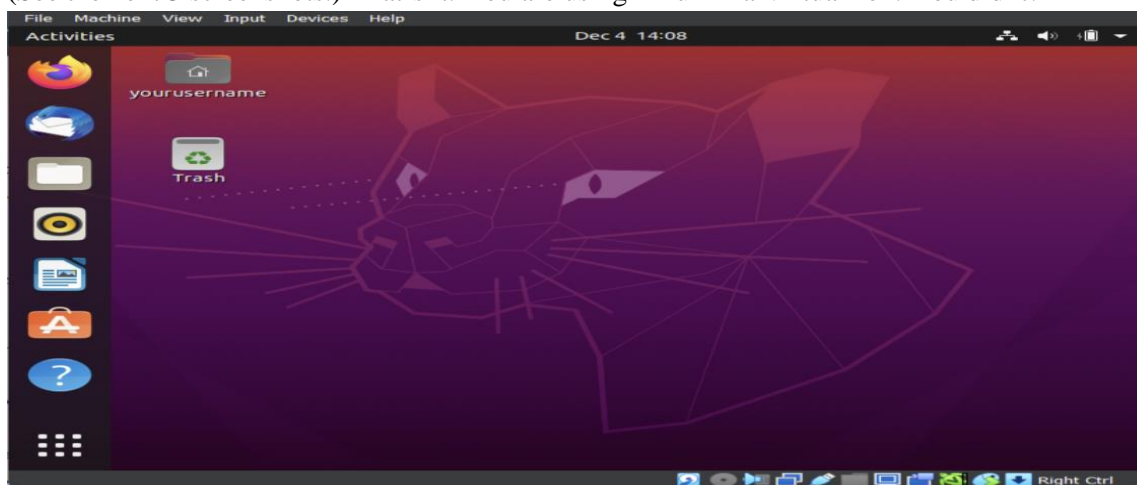 File Machine View Input Devices Help
Activities Dec 4 14:08
yourusername
Trash
Right Ctrl